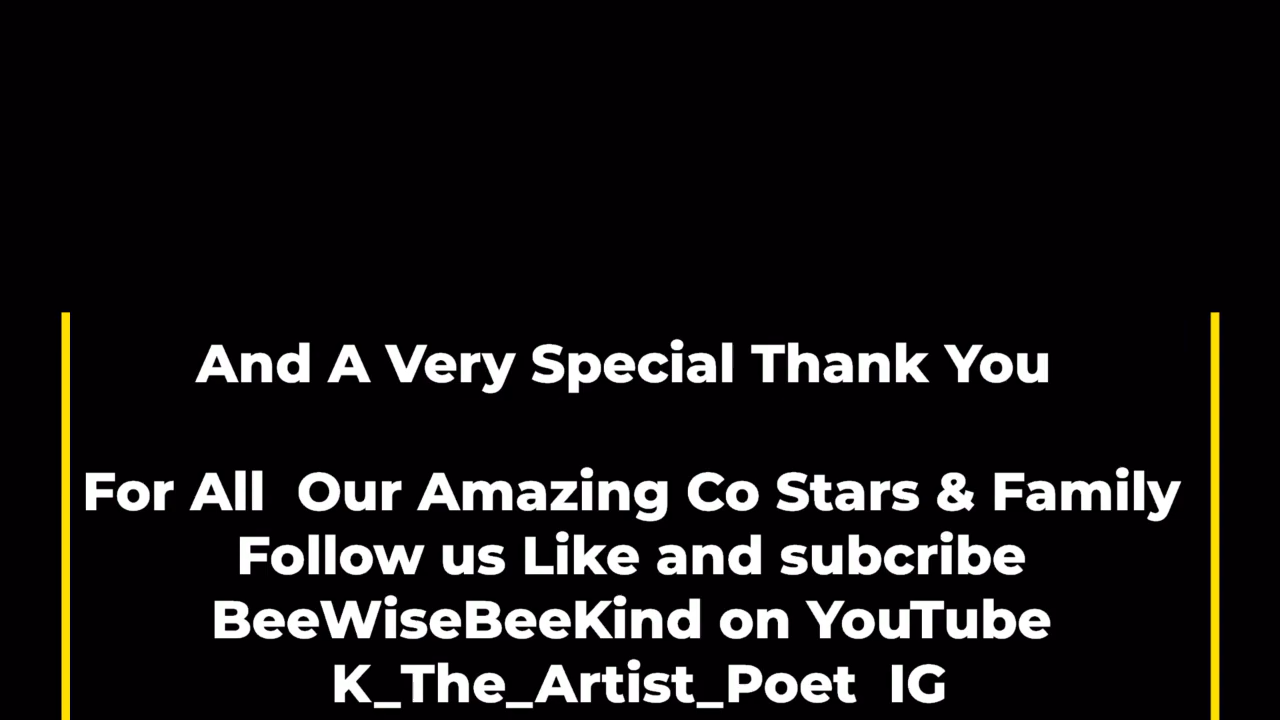 And A Very Special Thank You
For All  Our Amazing Co Stars & Family
Follow us Like and subcribe
BeeWiseBeeKind on YouTube
K_The_Artist_Poet  IG